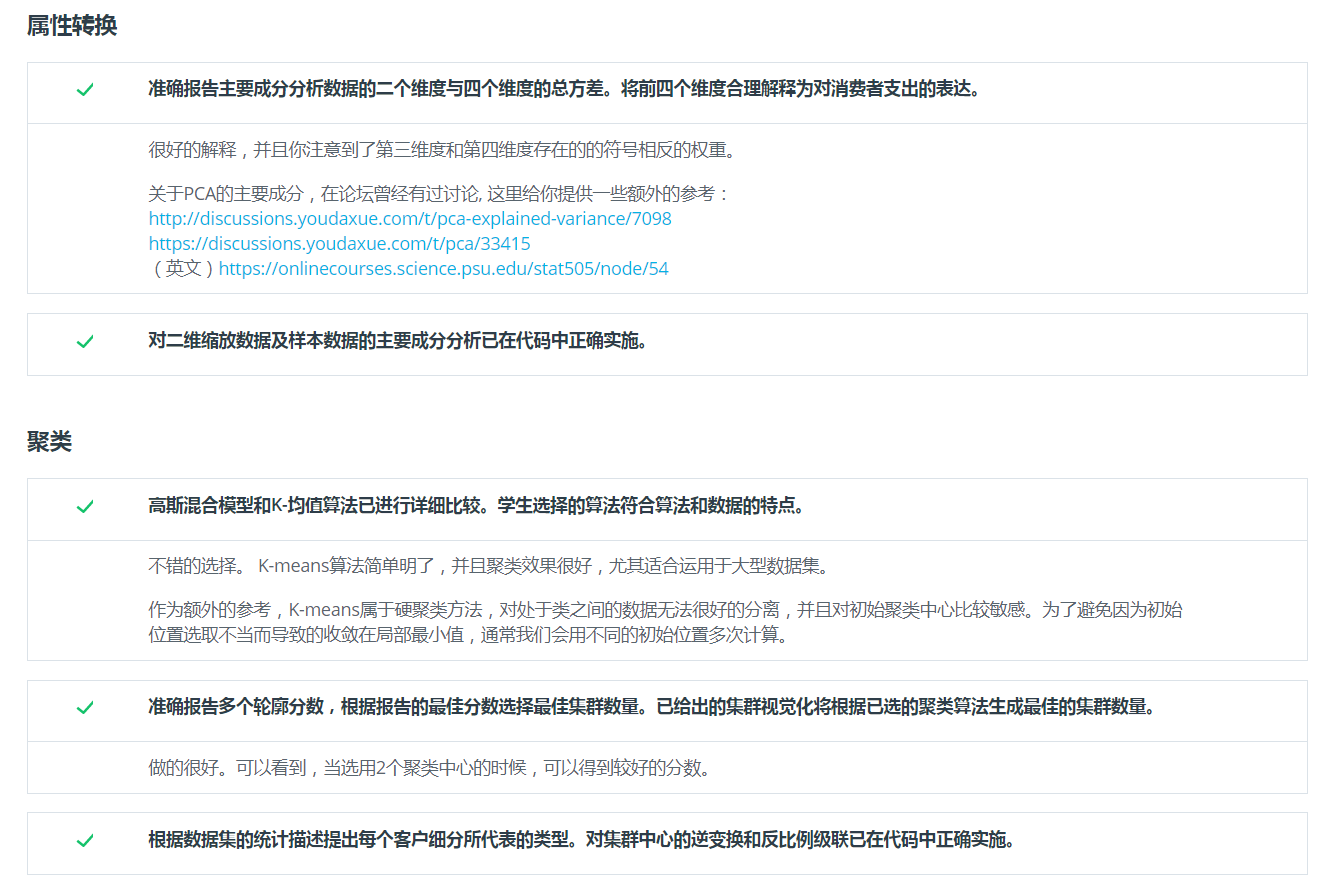 属性转换
准确报告主要成分分析数据的二个维度与四个维度的总方差。将前四个维度合理解释为对消费者支出的表达。
很好的解释，并且你注意到了第三维度和第四维度存在的的符号相反的权重。
关于PCA的主要成分，在论坛曾经有过讨论, 这里给你提供一些额外的参考：
http://discussions.youdaxue.com/t/pca-explained-variance/7098
https://discussions.youdaxue.com/t/pca/33415
（英文）https://onlinecourses.science.psu.edu/stat505/node/54
对二维缩放数据及样本数据的主要成分分析已在代码中正确实施。
聚类
高斯混合模型和K-均值算法已进行详细比较。学生选择的算法符合算法和数据的特点。
不错的选择。 K-means算法简单明了，并且聚类效果很好，尤其适合运用于大型数据集。
作为额外的参考，K-means属于硬聚类方法，对处于类之间的数据无法很好的分离，并且对初始聚类中心比较敏感。为了避免因为初始
位置选取不当而导致的收敛在局部最小值，通常我们会用不同的初始位置多次计算。
准确报告多个轮廓分数，根据报告的最佳分数选择最佳集群数量。已给出的集群视觉化将根据已选的聚类算法生成最佳的集群数量。
做的很好。可以看到，当选用2个聚类中心的时候，可以得到较好的分数。
根据数据集的统计描述提出每个客户细分所代表的类型。对集群中心的逆变换和反比例级联已在代码中正确实施。